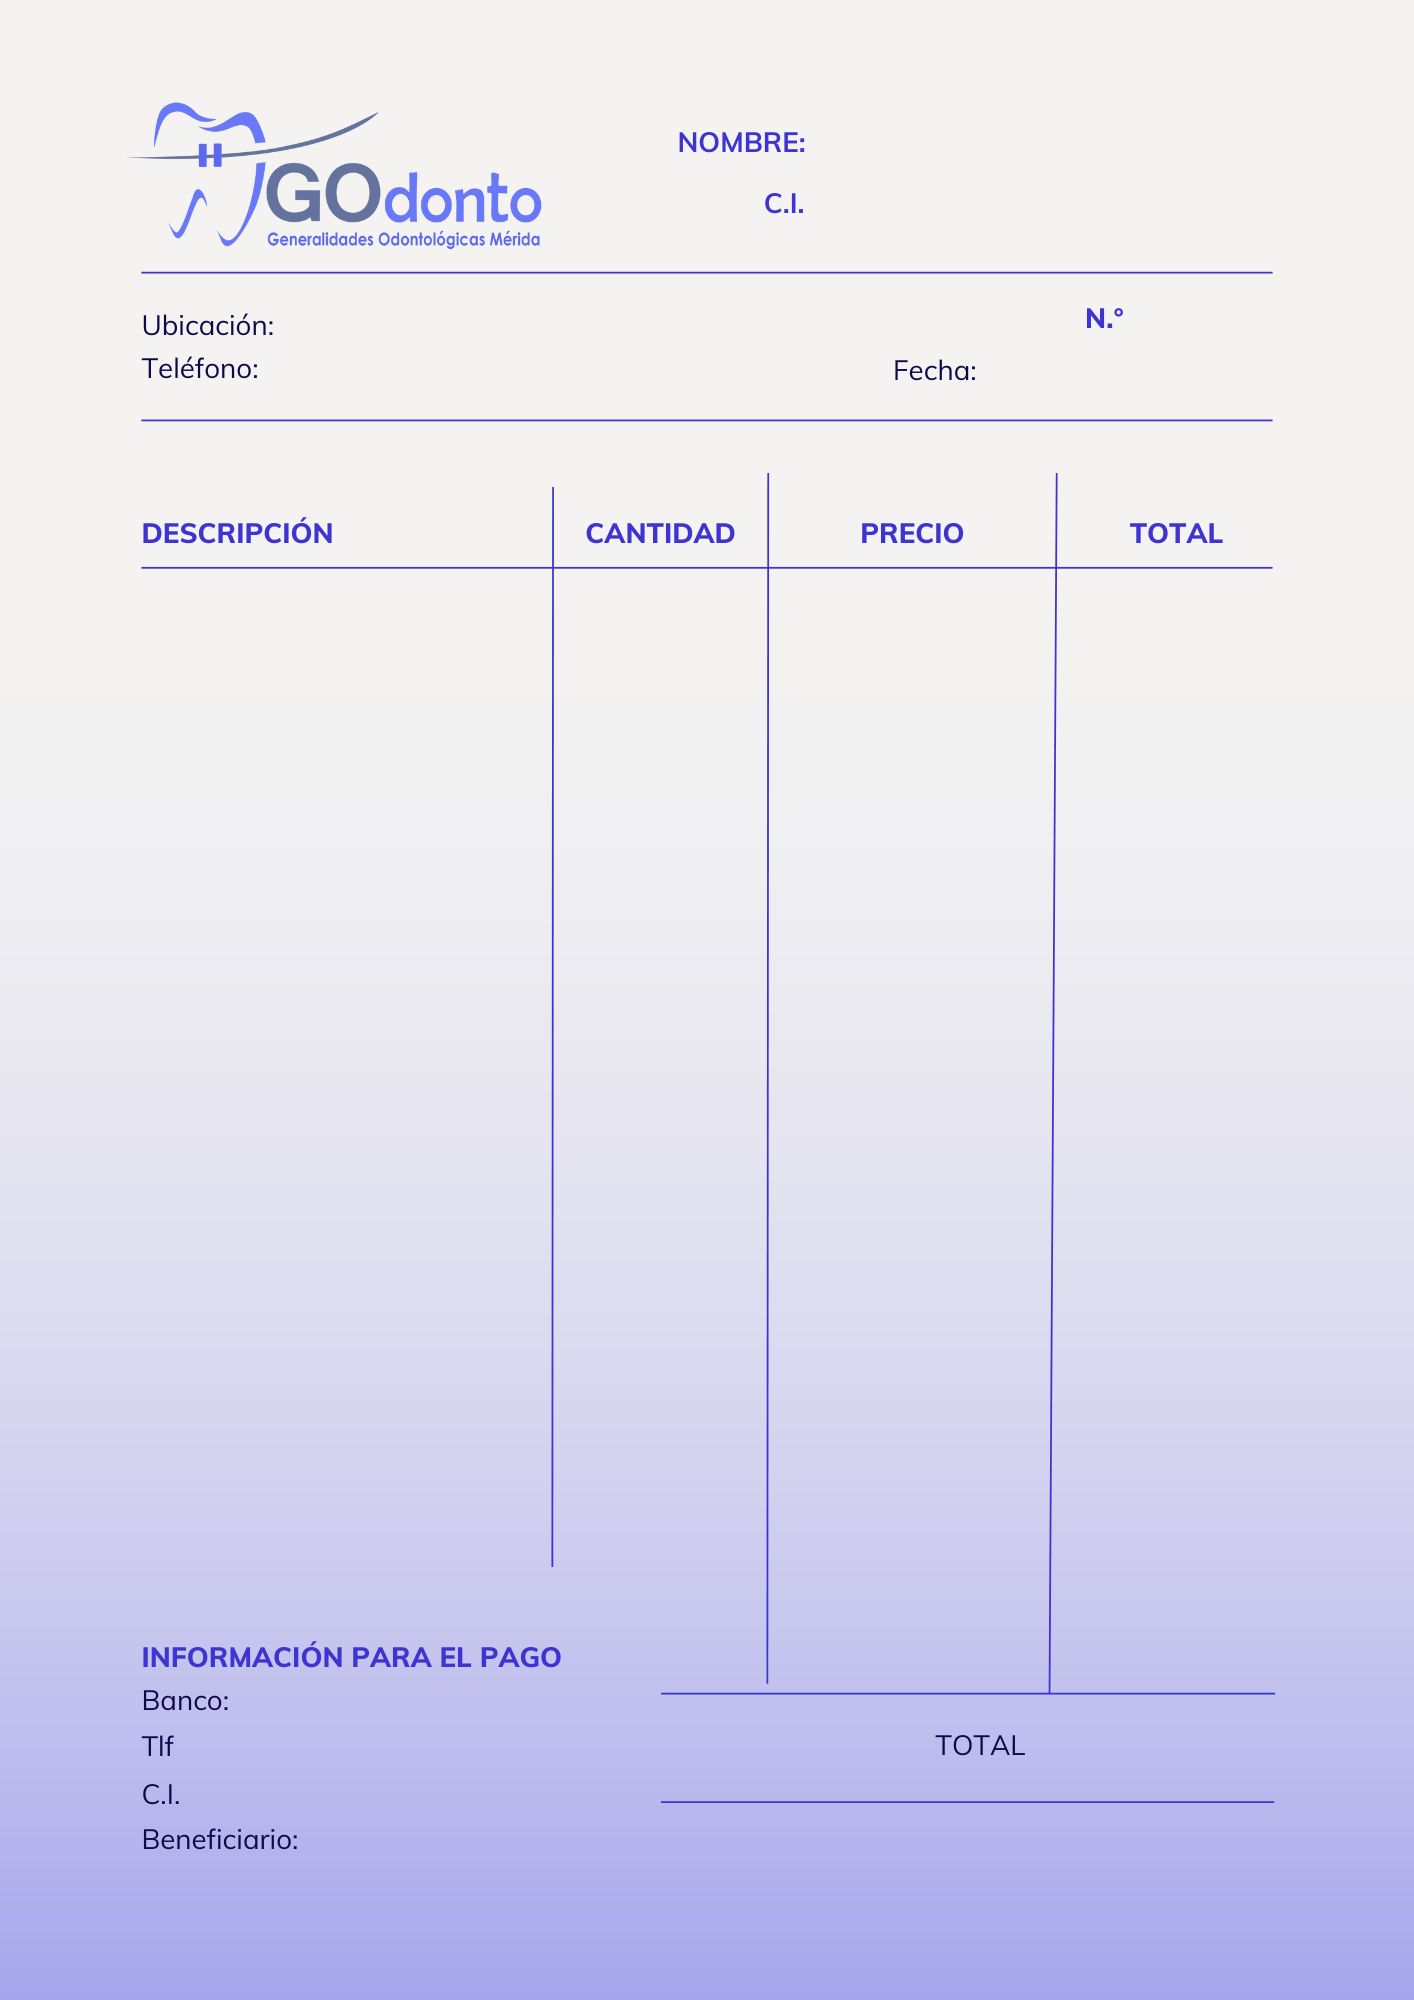 GOdonto
Generalidades Odontológicas Mérida
NOMBRE:
C.I.
Ubicación:
N.°
Teléfono:
Fecha:
DESCRIPCIÓN CANTIDAD PRECIO TOTAL
INFORMACIÓN PARA EL PAGO
Banco:
Tlf
TOTAL
C.I.
Beneficiario: